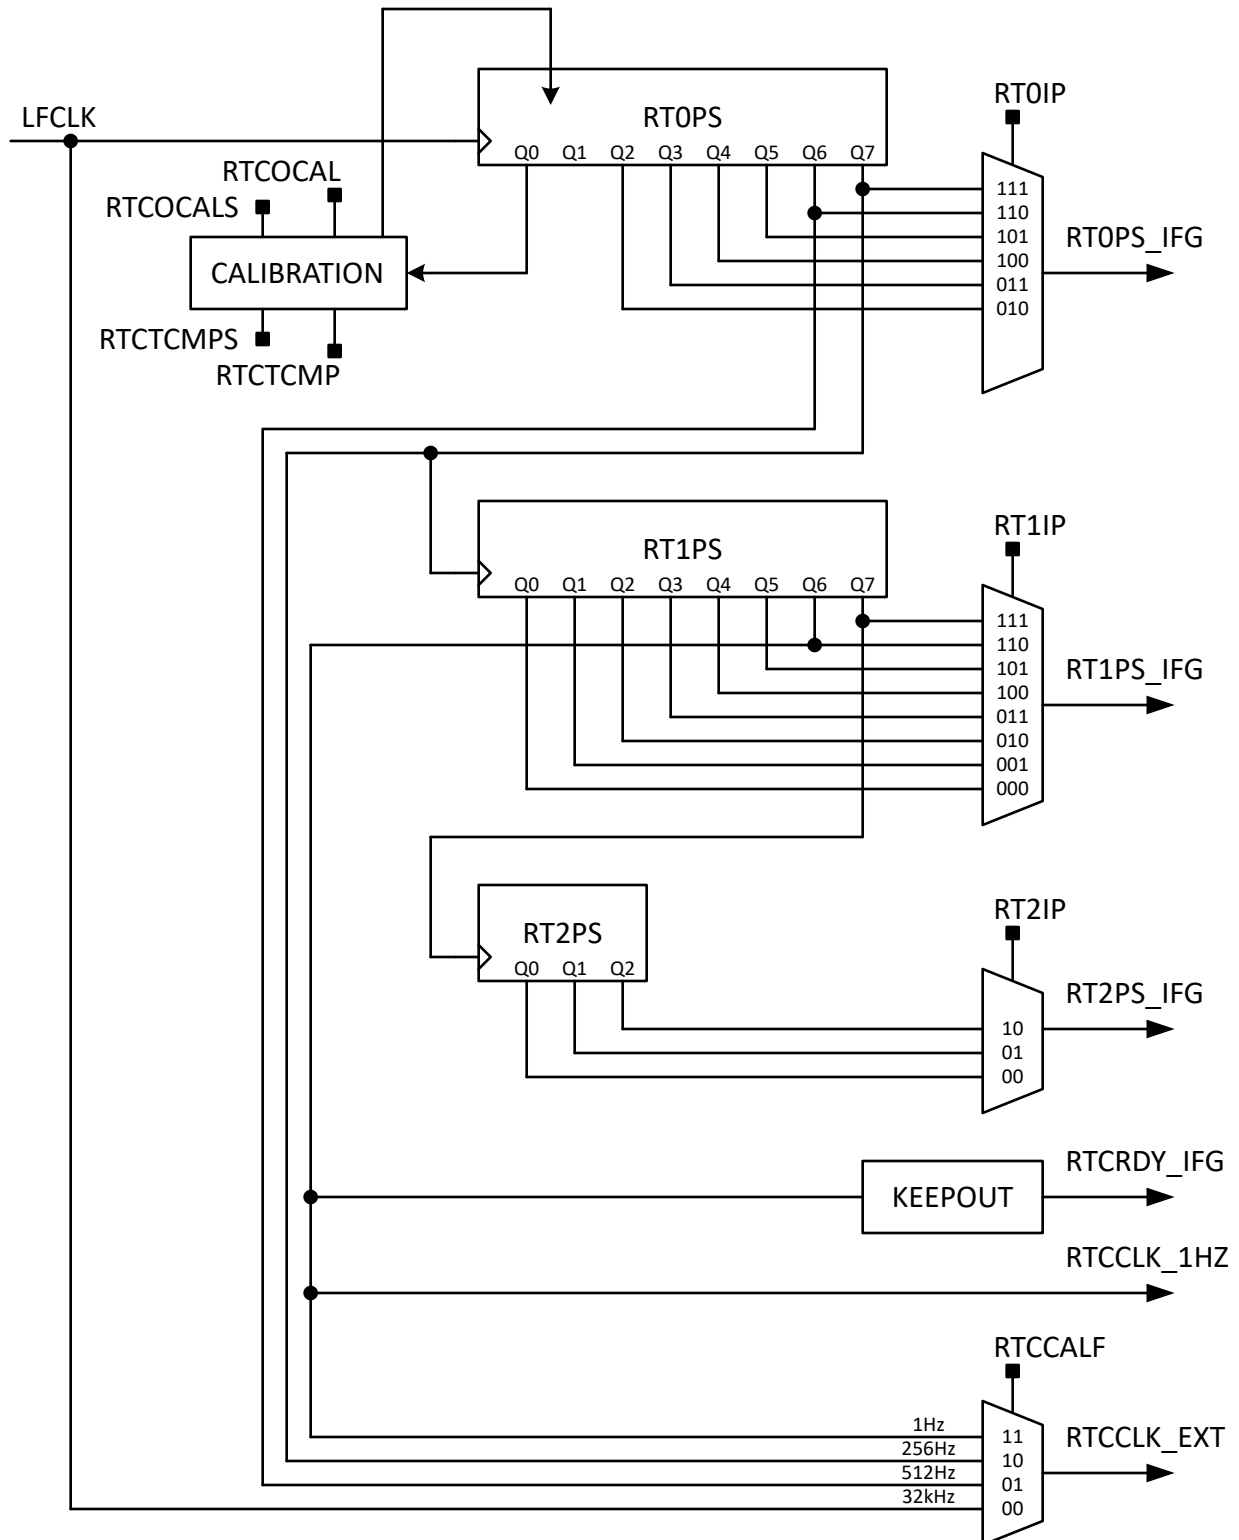 LFCLK
RT0PS
Q0 Q1 Q2 Q3 Q4 Q5 Q6 Q7
RT0IP
111
110
101
100
011
010
RT0PS_IFG
RTCOCAL
RTCOCALS
CALIBRATION
RTCTCMPS
RTCTCMP
RT1PS
Q0 Q1 Q2 Q3 Q4 Q5 Q6 Q7
RT1IP
111
110
101
100
011
010
001
000
RT1PS_IFG
RT2PS
Q0 Q1 Q2
RT2IP
10
01
00
RT2PS_IFG
KEEPOUT
RTCRDY_IFG
RTCCLK_1HZ
RTCCALF
1Hz 11
256Hz 10
512Hz 01
32kHz 00
RTCCLK_EXT